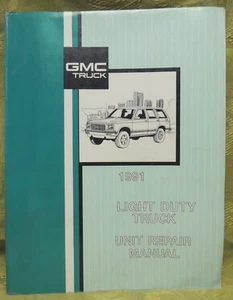 GMC
TRUCK
1991
LIGHT DUTY
TRUCK
UNIT REPAIR
MANUAL